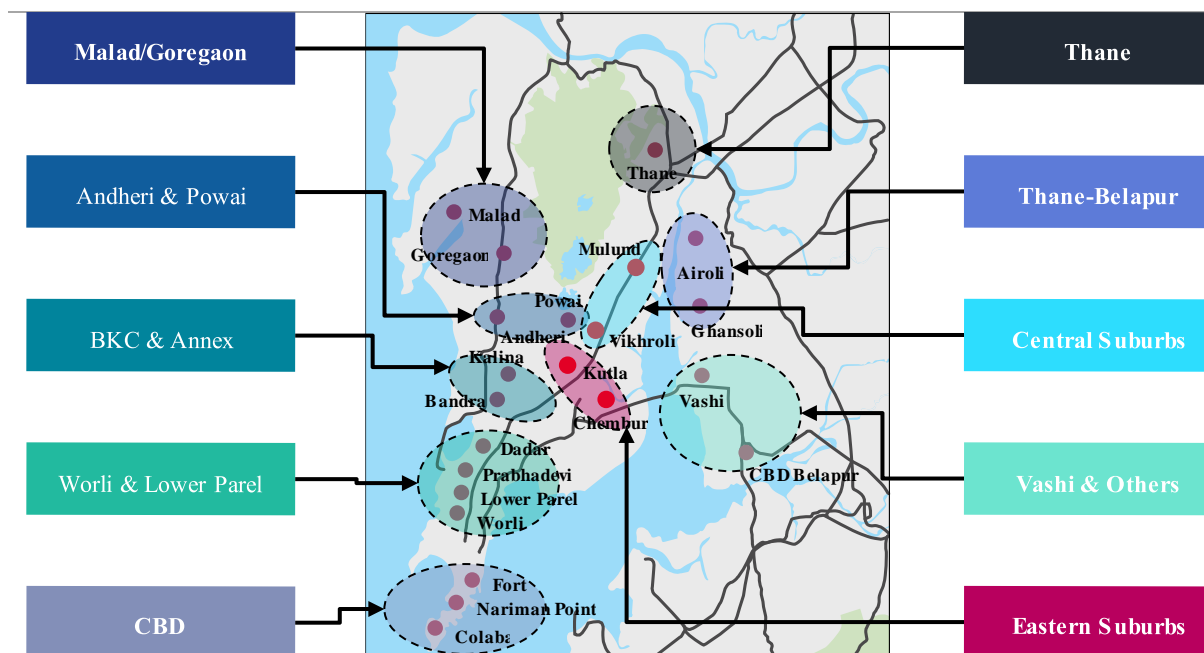 Malad/Goregaon
Thane
Thane
Andheri & Powai
Thane-Belapur
Malad
Goregaon
Mulund
Airoli
Powai
Ghansoli
BKC & Annex
Andheri
Vikhroli
Central Suburbs
Kalina
Kutla
Bandra
Vashi
Chembur
Dadar
Prabhadevi
CBD Belapur
Worli & Lower Parel
Lower Parel
Vashi & Others
Worli
Fort
Nariman Point
CBD
Colaba
Eastern Suburbs